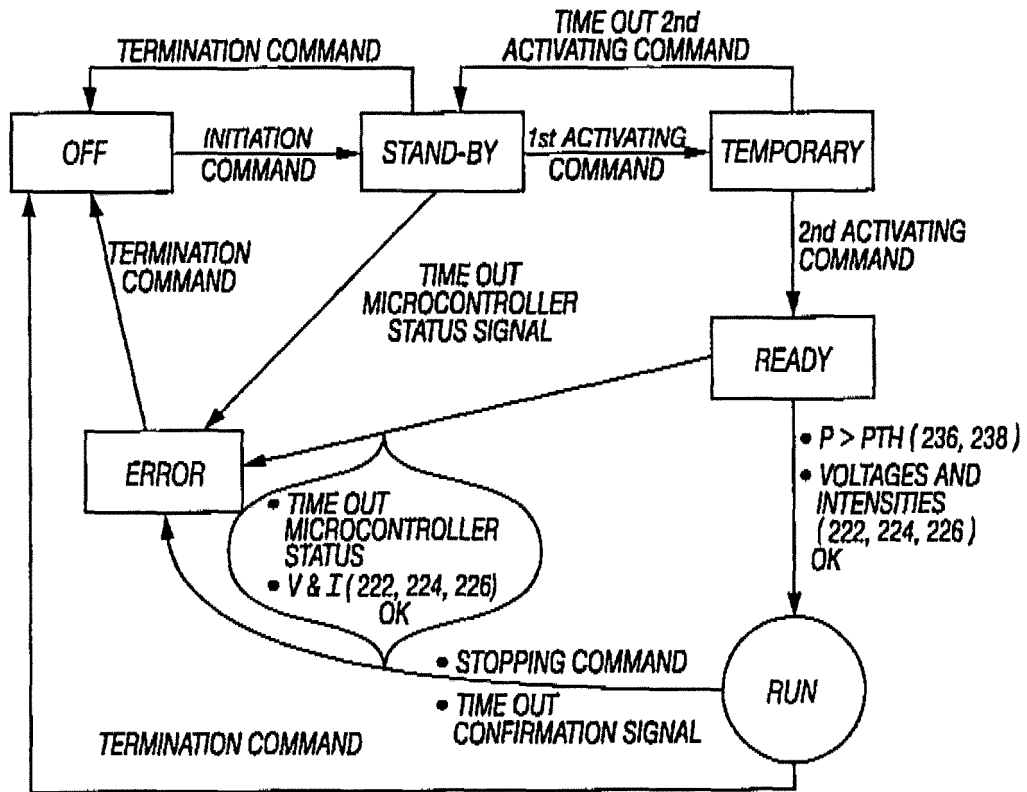 TIME OUT 2nd
ACTIVATING COMMAND
TERMINATION COMMAND
OFF
INITIATION
COMMAND
STAND-BY
1st ACTIVATING
COMMAND
TEMPORARY
TERMINATION
COMMAND
TIME OUT
MICROCONTROLLER
STATUS SIGNAL
2nd ACTIVATING
COMMAND
READY
ERROR
• P > PTH (236, 238)
• VOLTAGES AND
INTENSITIES
(222, 224, 226)
OK
• TIME OUT
MICROCONTROLLER
STATUS
• V & I (222, 224, 226)
OK
• STOPPING COMMAND
• TIME OUT
CONFIRMATION SIGNAL
RUN
TERMINATION COMMAND